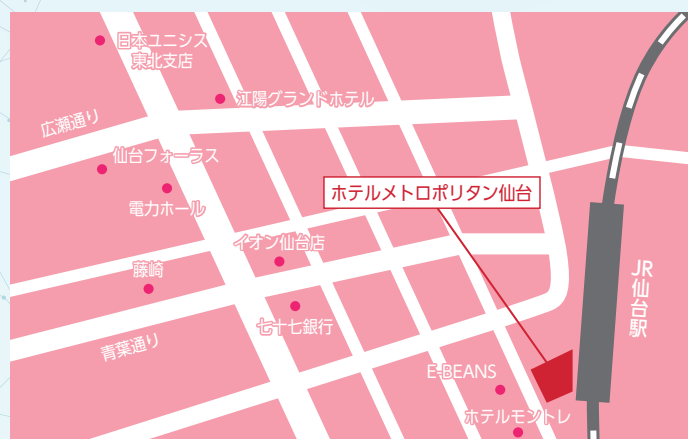 日本ユニシス
東北支店
江陽グランドホテル
広瀬通り
仙台フォーラス
電力ホール
ホテルメトロポリタン仙台
イオン仙台店
藤崎
JR仙台駅
七十七銀行
青葉通り
E-BEANS
ホテルモントレ